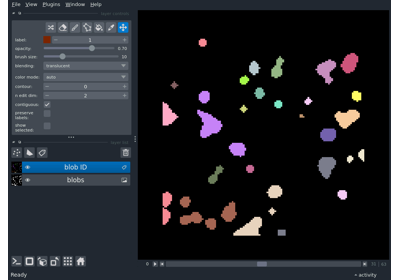 File View Plugins Window Help
label: 1
opacity: 0.70
brush size: 10
blending: translucent
color mode: auto
contour: 0
n edit dim: 2
contiguous:
preserve labels:
show selected:
blob ID
blobs
0
Ready
activity